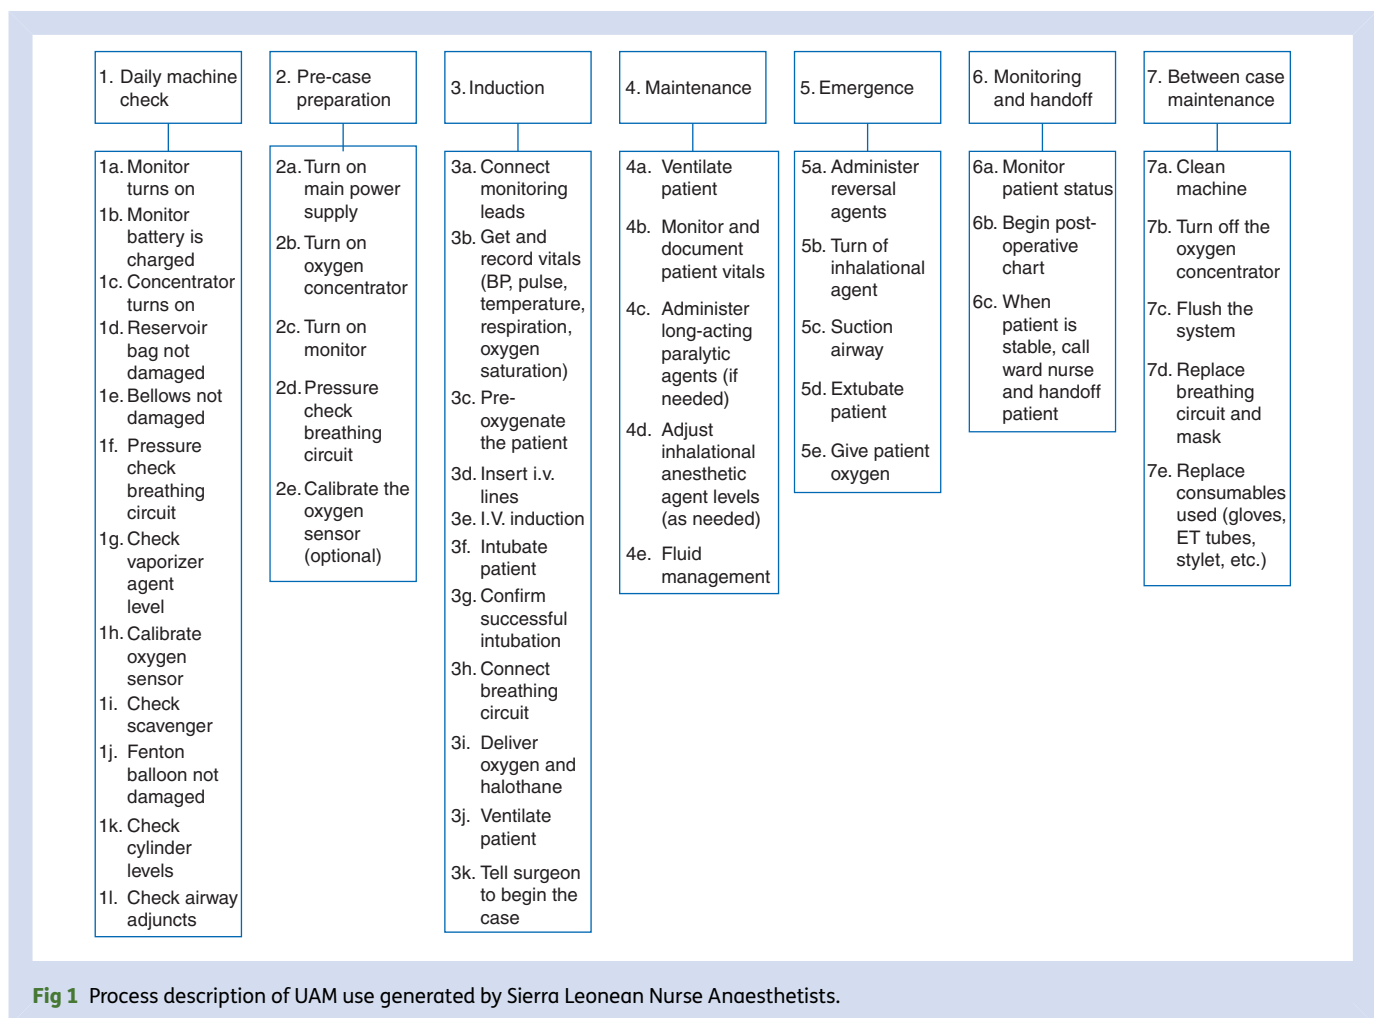 1. Daily machine
check
1a. Monitor
turns on
1b. Monitor
battery is
charged
1c. Concentrator
turns on
1d. Reservoir
bag not
damaged
1e. Bellows not
damaged
1f. Pressure
check
breathing
circuit
1g. Check
vaporizer
agent
level
1h. Calibrate
oxygen
sensor
1i. Check
scavenger
1j. Fenton
balloon not
damaged
1k. Check
cylinder
levels
1l. Check airway
adjuncts
2. Pre-case
preparation
2a. Turn on
main power
supply
2b. Turn on
oxygen
concentrator
2c. Turn on
monitor
2d. Pressure
check
breathing
circuit
2e. Calibrate the
oxygen
sensor
(optional)
3. Induction
3a. Connect
monitoring
leads
3b. Get and
record vitals
(BP, pulse,
temperature,
respiration,
oxygen
saturation)
3c. Pre-
oxygenate
the patient
3d. Insert i.v.
lines
3e. I.V. induction
3f. Intubate
patient
3g. Confirm
successful
intubation
3h. Connect
breathing
circuit
3i. Deliver
oxygen and
halothane
3j. Ventilate
patient
3k. Tell surgeon
to begin the
case
4. Maintenance
4a. Ventilate
patient
4b. Monitor and
document
patient vitals
4c. Administer
long-acting
paralytic
agents (if
needed)
4d. Adjust
inhalational
anesthetic
agent levels
(as needed)
4e. Fluid
management
5. Emergence
5a. Administer
reversal
agents
5b. Turn of
inhalational
agent
5c. Suction
airway
5d. Extubate
patient
5e. Give patient
oxygen
6. Monitoring
and handoff
6a. Monitor
patient status
6b. Begin post-
operative
chart
6c. When
patient is
stable, call
ward nurse
and handoff
patient
7. Between case
maintenance
7a. Clean
machine
7b. Turn off the
oxygen
concentrator
7c. Flush the
system
7d. Replace
breathing
circuit and
mask
7e. Replace
consumables
used (gloves,
ET tubes,
stylet, etc.)
Fig 1 Process description of UAM use generated by Sierra Leonean Nurse Anaesthetists.